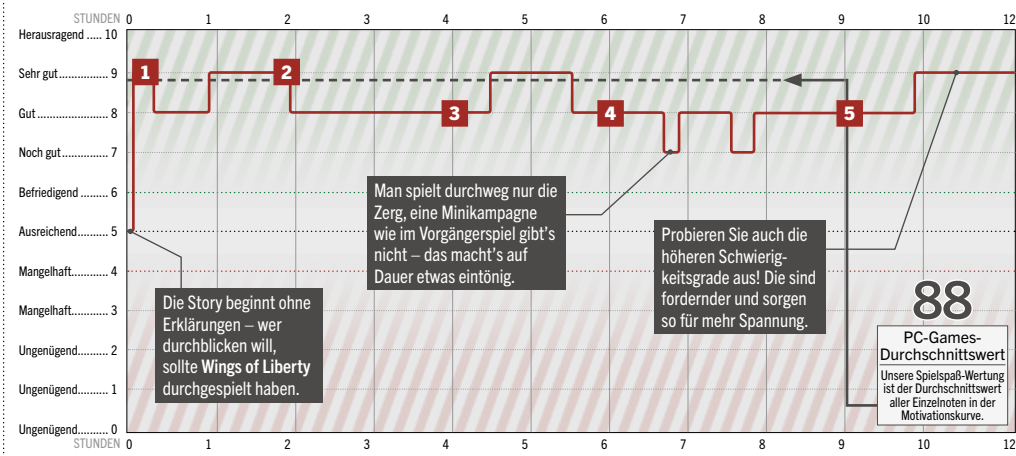 STUNDEN 0 1 2 3 4 5 6 7 8 9 10 12
Herausragend ..... 10
Sehr gut ................ 9
Gut ........................ 8
Noch gut ............... 7
Befriedigend ......... 6
Ausreichend .......... 5
Mangelhaft ............ 4
Mangelhaft ............ 3
Ungenügend .......... 2
Ungenügend .......... 1
Ungenügend .......... 0
1
2
3
4
5
Die Story beginnt ohne
Erklärungen – wer
durchblicken will,
sollte Wings of Liberty
durchgespielt haben.
Man spielt durchweg nur die
Zerg, eine Minikampagne
wie im Vorgängerspiel gibt's
nicht – das macht's auf
Dauer etwas eintönig.
Probieren Sie auch die
höheren Schwierig-
keitsgrade aus! Die sind
fordernder und sorgen
so für mehr Spannung.
88
PC-Games-
Durchschnittswert
Unsere Spielspaß-Wertung
ist der Durchschnittswert
aller Einzelnoten in der
Motivationskurve.
STUNDEN 0 1 2 3 4 5 6 7 8 9 10 12